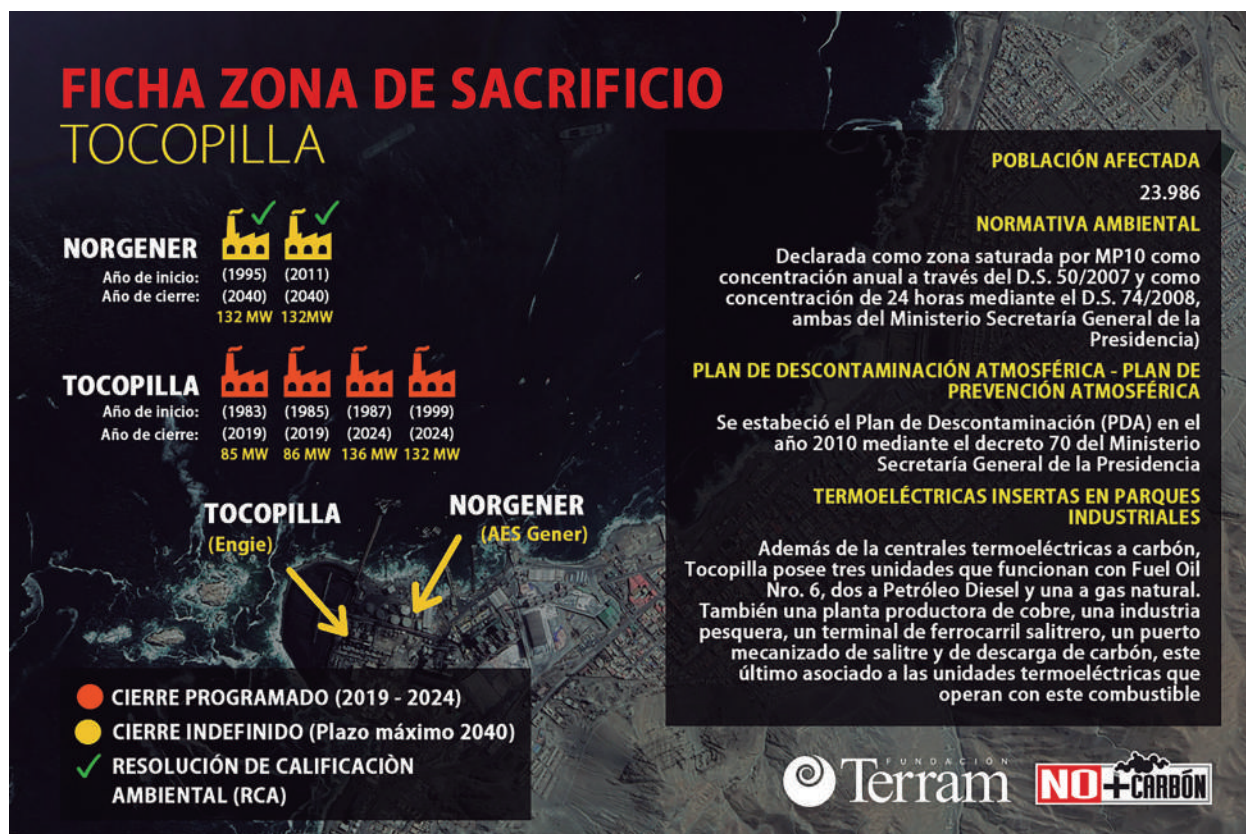 FICHA ZONA DE SACRIFICIO
TOCOPILLA
NORGENER
Año de inicio: (1995) (2011)
Año de cierre: (2040) (2040)
132 MW 132MW
TOCOPILLA
Año de inicio: (1983) (1985) (1987) (1999)
Año de cierre: (2019) (2019) (2024) (2024)
85 MW 86 MW 136 MW 132 MW
TOCOPILLA
(Engie)
NORGENER
(AES Gener)
CIERRE PROGRAMADO (2019 - 2024)
CIERRE INDEFINIDO (Plazo máximo 2040)
RESOLUCIÓN DE CALIFICACIÒN
AMBIENTAL (RCA)
POBLACIÓN AFECTADA
23.986
NORMATIVA AMBIENTAL
Declarada como zona saturada por MP10 como
concentración anual a través del D.S. 50/2007 y como
concentración de 24 horas mediante el D.S. 74/2008,
ambas del Ministerio Secretaría General de la
Presidencia)
PLAN DE DESCONTAMINACIÓN ATMOSFÉRICA - PLAN DE
PREVENCIÓN ATMOSFÉRICA
Se estabeció el Plan de Descontaminación (PDA) en el
año 2010 mediante el decreto 70 del Ministerio
Secretaría General de la Presidencia
TERMOELÉCTRICAS INSERTAS EN PARQUES
INDUSTRIALES
Además de la centrales termoeléctricas a carbón,
Tocopilla posee tres unidades que funcionan con Fuel Oil
Nro. 6, dos a Petróleo Diesel y una a gas natural.
También una planta productora de cobre, una industria
pesquera, un terminal de ferrocarril salitrero, un puerto
mecanizado de salitre y de descarga de carbón, este
último asociado a las unidades termoeléctricas que
operan con este combustible
FUNDACIÓN
Terram
NO+CARBÓN